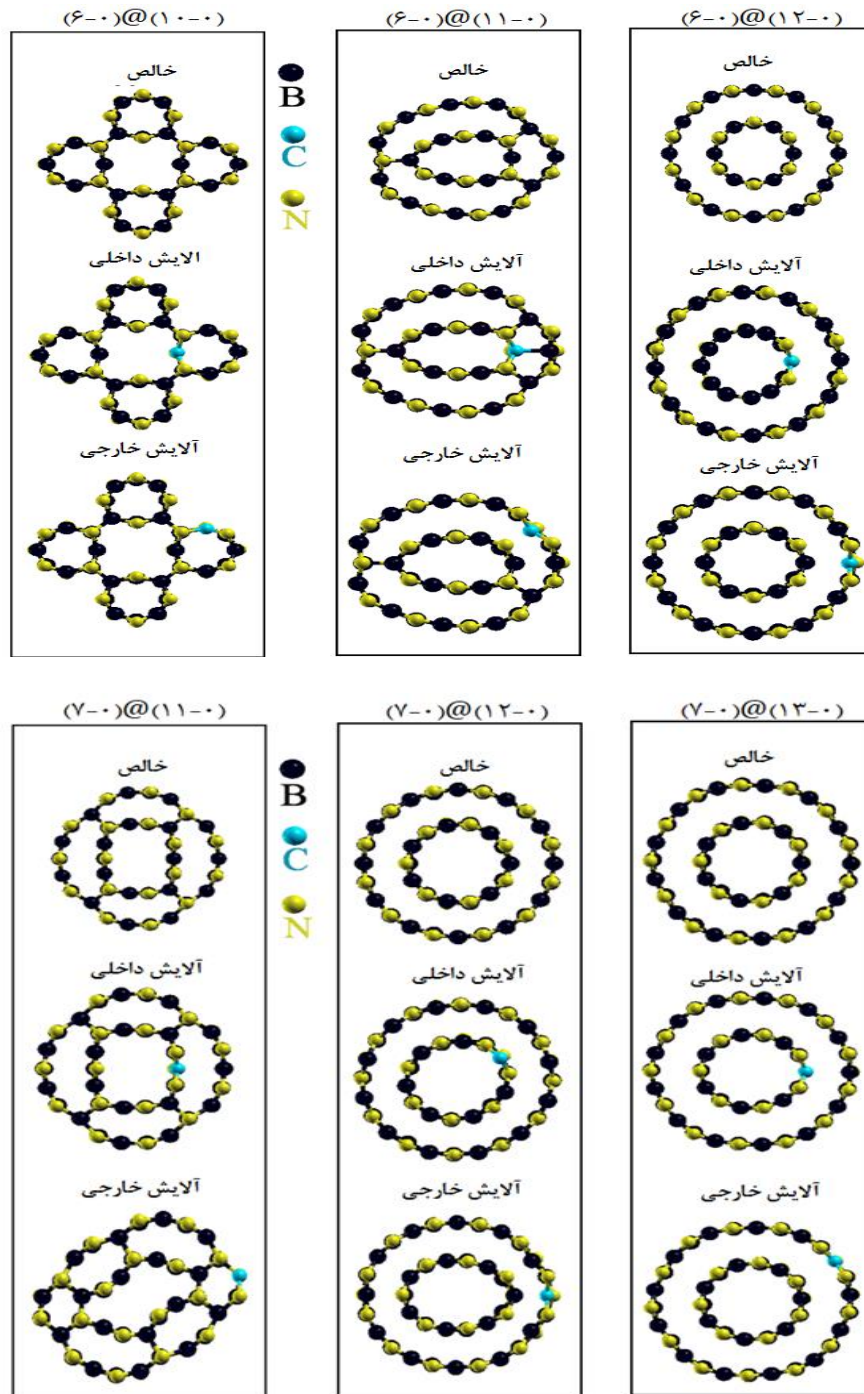 (۶-۰)@(۱۰-۰)
خالص
آلایش داخلی
آلایش خارجی
B
C
N
(۶-۰)@(۱۱-۰)
خالص
آلایش داخلی
آلایش خارجی
(۶-۰)@(۱۲-۰)
خالص
آلایش داخلی
آلایش خارجی
(۷-۰)@(۱۱-۰)
خالص
آلایش داخلی
آلایش خارجی
B
C
N
(۷-۰)@(۱۲-۰)
خالص
آلایش داخلی
آلایش خارجی
(۷-۰)@(۱۳-۰)
خالص
آلایش داخلی
آلایش خارجی